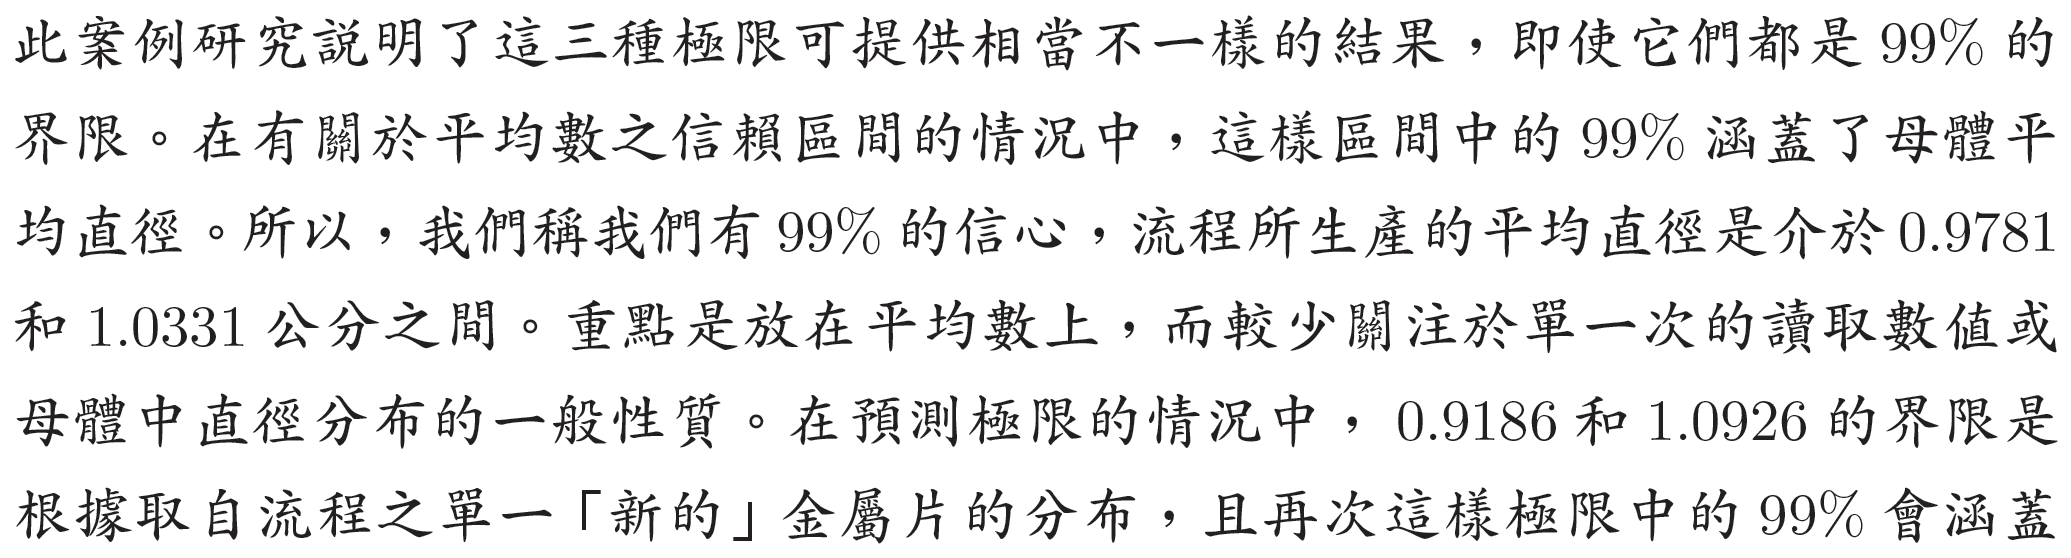 此案例研究説明了這三種極限可提供相當不一樣的結果，即使它們都是 99% 的
界限。在有關於平均數之信賴區間的情況中，這樣區間中的 99% 涵蓋了母體平
均直徑。所以，我們稱我們有 99% 的信心，流程所生產的平均直徑是介於 0.9781
和 1.0331 公分之間。重點是放在平均數上，而較少關注於單一次的讀取數值或
母體中直徑分布的一般性質。在預測極限的情況中， 0.9186 和 1.0926 的界限是
根據取自流程之單一「新的」金屬片的分布，且再次這樣極限中的 99% 會涵蓋